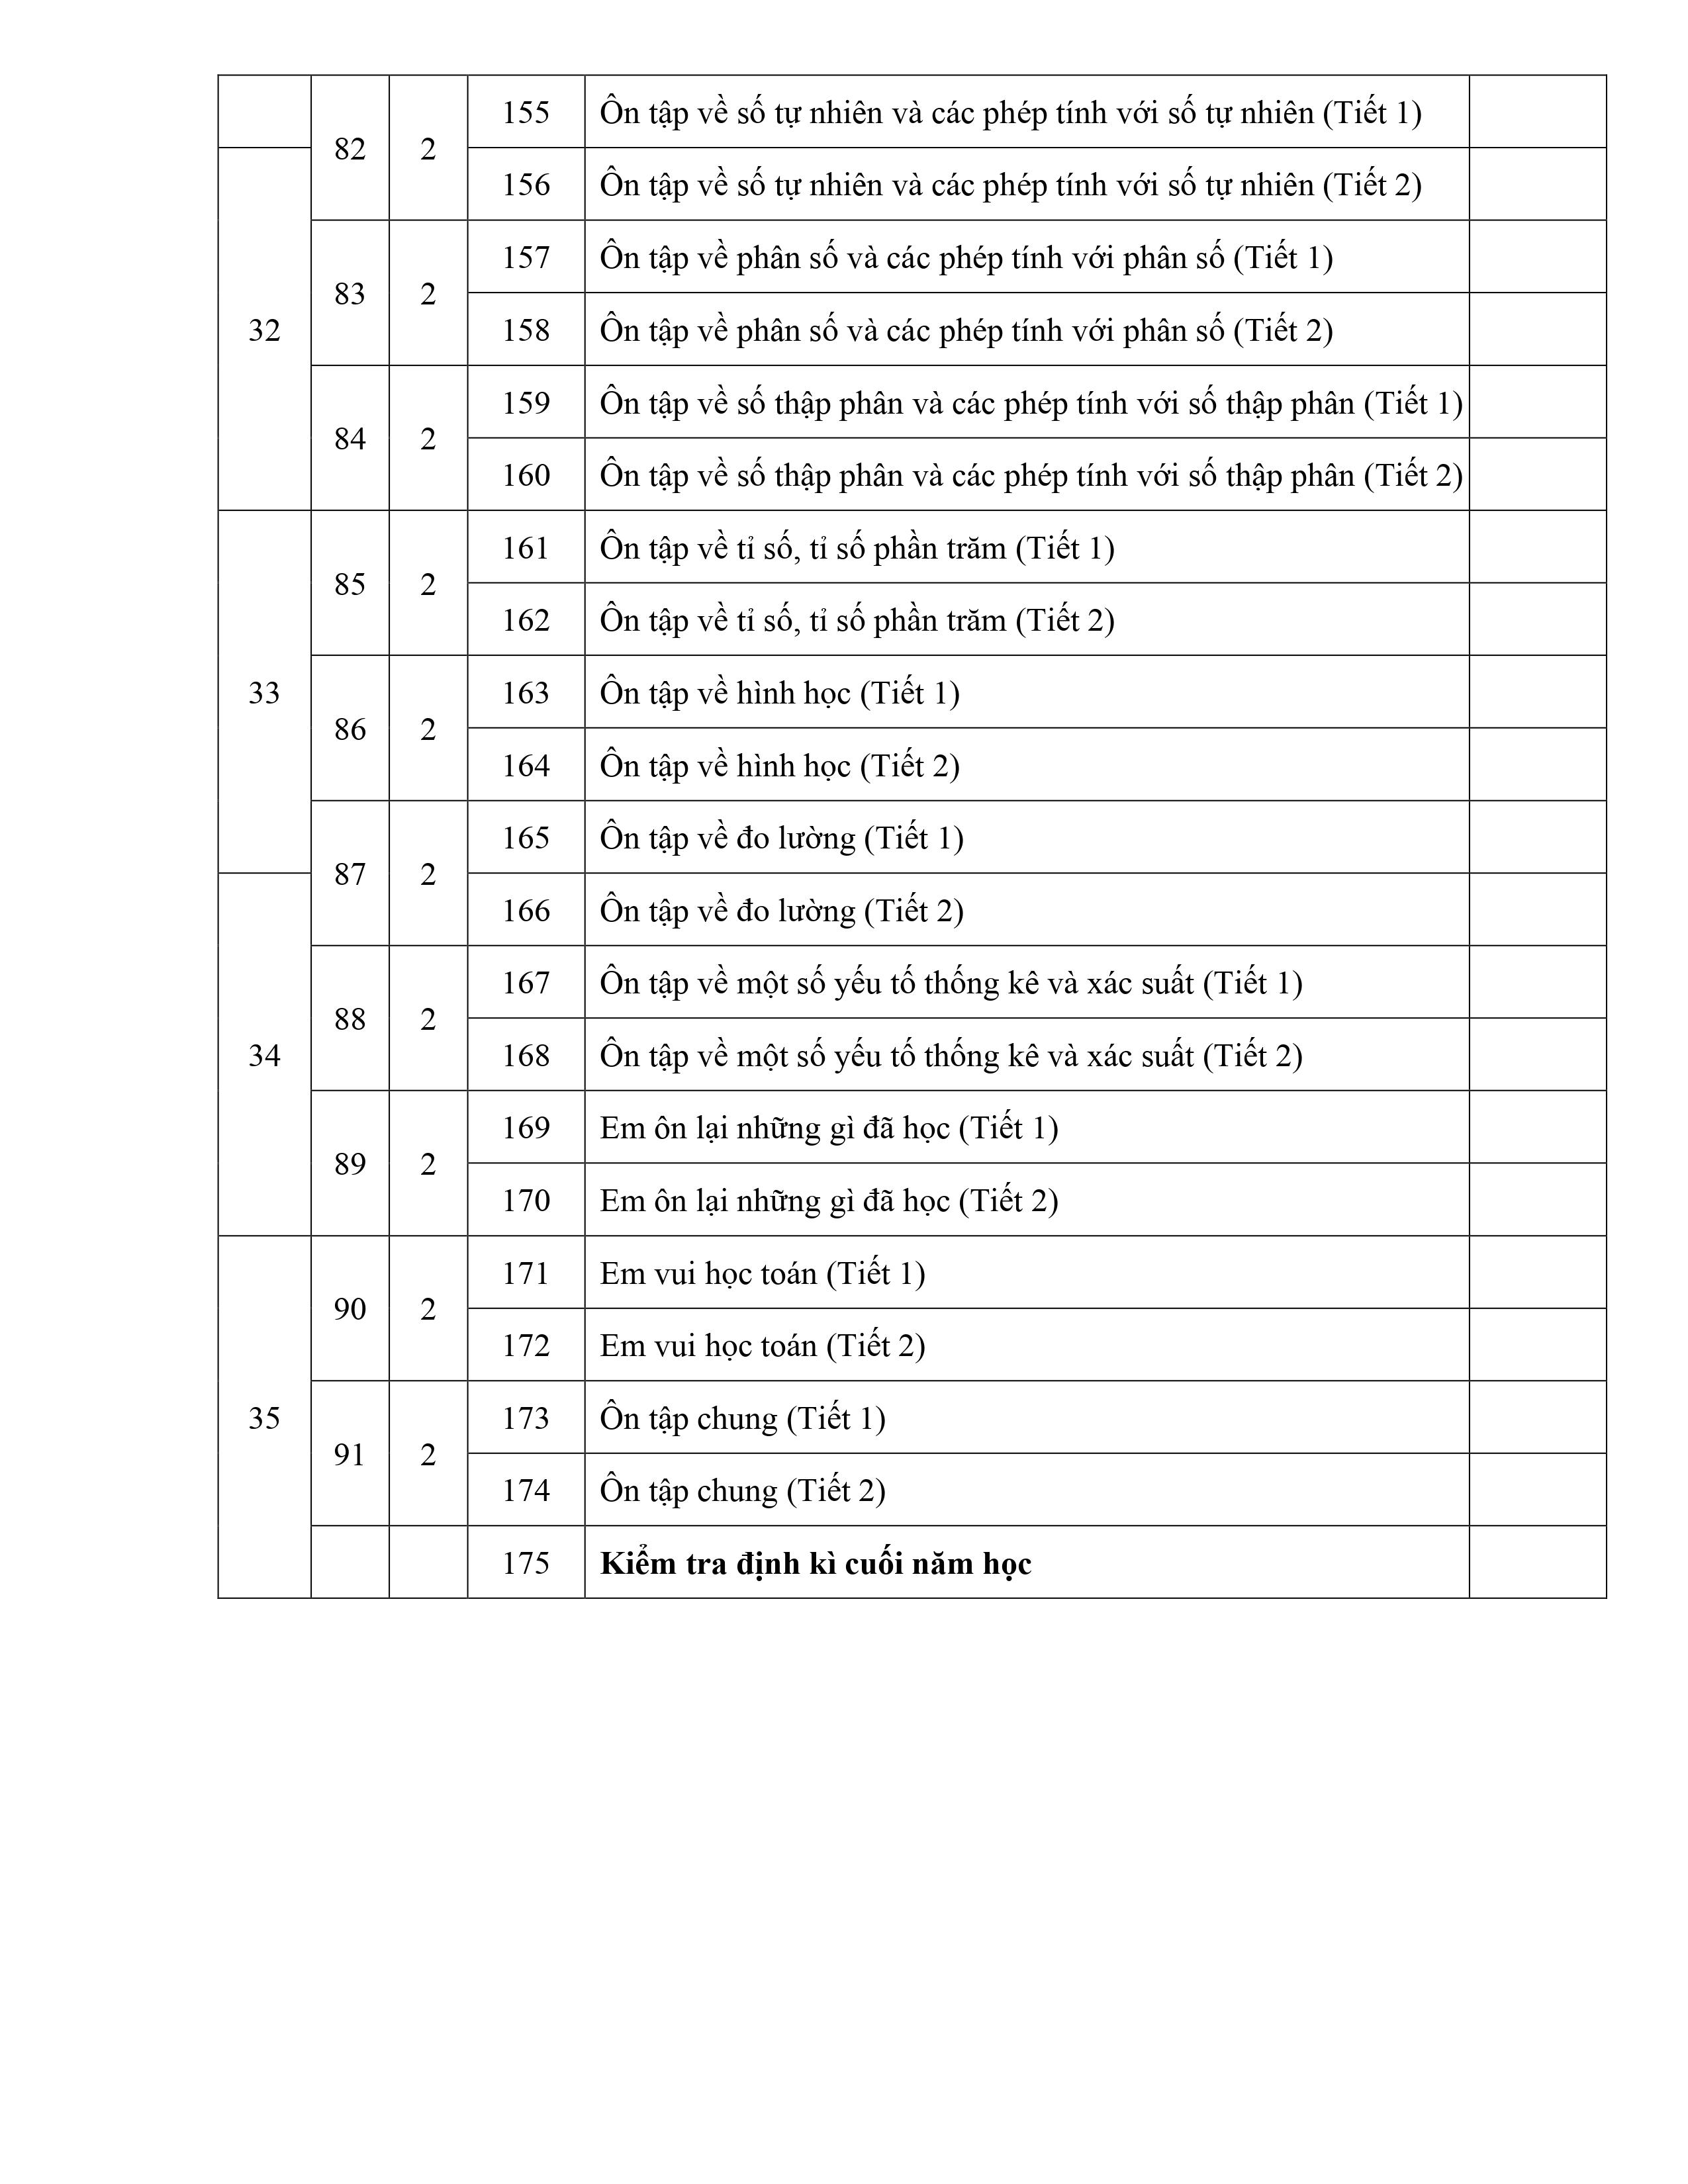 82 2 155 Ôn tập về số tự nhiên và các phép tính với số tự nhiên (Tiết 1)
32 156 Ôn tập về số tự nhiên và các phép tính với số tự nhiên (Tiết 2)
83 2 157 Ôn tập về phân số và các phép tính với phân số (Tiết 1)
158 Ôn tập về phân số và các phép tính với phân số (Tiết 2)
84 2 159 Ôn tập về số thập phân và các phép tính với số thập phân (Tiết 1)
160 Ôn tập về số thập phân và các phép tính với số thập phân (Tiết 2)
33 85 2 161 Ôn tập về tỉ số, tỉ số phần trăm (Tiết 1)
162 Ôn tập về tỉ số, tỉ số phần trăm (Tiết 2)
86 2 163 Ôn tập về hình học (Tiết 1)
164 Ôn tập về hình học (Tiết 2)
87 2 165 Ôn tập về đo lường (Tiết 1)
34 166 Ôn tập về đo lường (Tiết 2)
88 2 167 Ôn tập về một số yếu tố thống kê và xác suất (Tiết 1)
168 Ôn tập về một số yếu tố thống kê và xác suất (Tiết 2)
89 2 169 Em ôn lại những gì đã học (Tiết 1)
170 Em ôn lại những gì đã học (Tiết 2)
35 90 2 171 Em vui học toán (Tiết 1)
172 Em vui học toán (Tiết 2)
91 2 173 Ôn tập chung (Tiết 1)
174 Ôn tập chung (Tiết 2)
175 Kiểm tra định kì cuối năm học